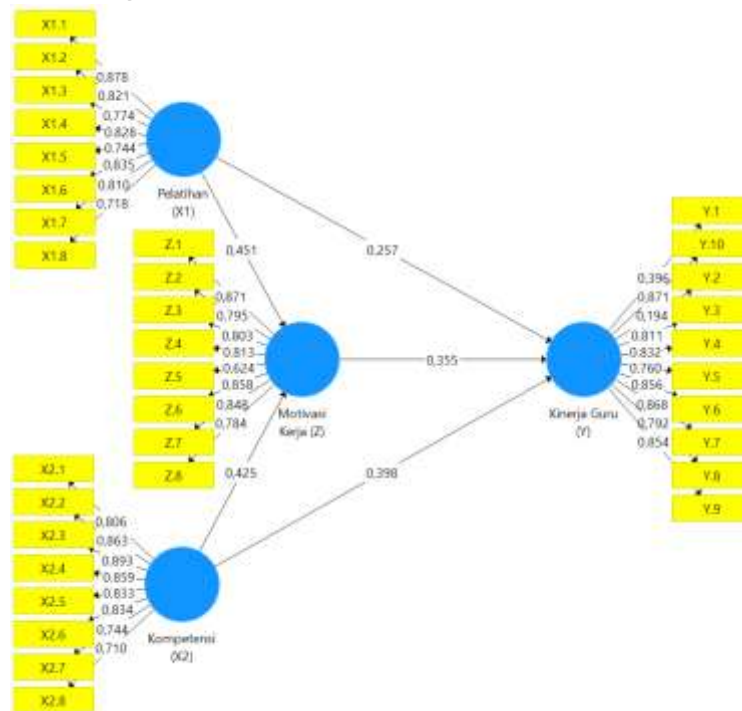 X1.1
X1.2
X1.3
X1.4
X1.5
X1.6
X1.7
X1.8
0,878
0,821
0,774
0,828
0,744
0,835
0,810
0,718
Pelatihan
(X1)
0,451
0,257
Z.1
Z.2
Z.3
Z.4
Z.5
Z.6
Z.7
Z.8
0,871
0,795
0,803
0,813
0,624
0,858
0,848
0,784
Motivasi
Kerja (Z)
0,355
0,425
0,398
X2.1
X2.2
X2.3
X2.4
X2.5
X2.6
X2.7
X2.8
0,806
0,863
0,893
0,859
0,833
0,834
0,744
0,710
Kompetensi
(X2)
Kinerja Guru
(Y)
0,396
0,871
0,194
0,811
0,832
0,760
0,856
0,868
0,792
0,854
Y.1
Y.10
Y.2
Y.3
Y.4
Y.5
Y.6
Y.7
Y.8
Y.9